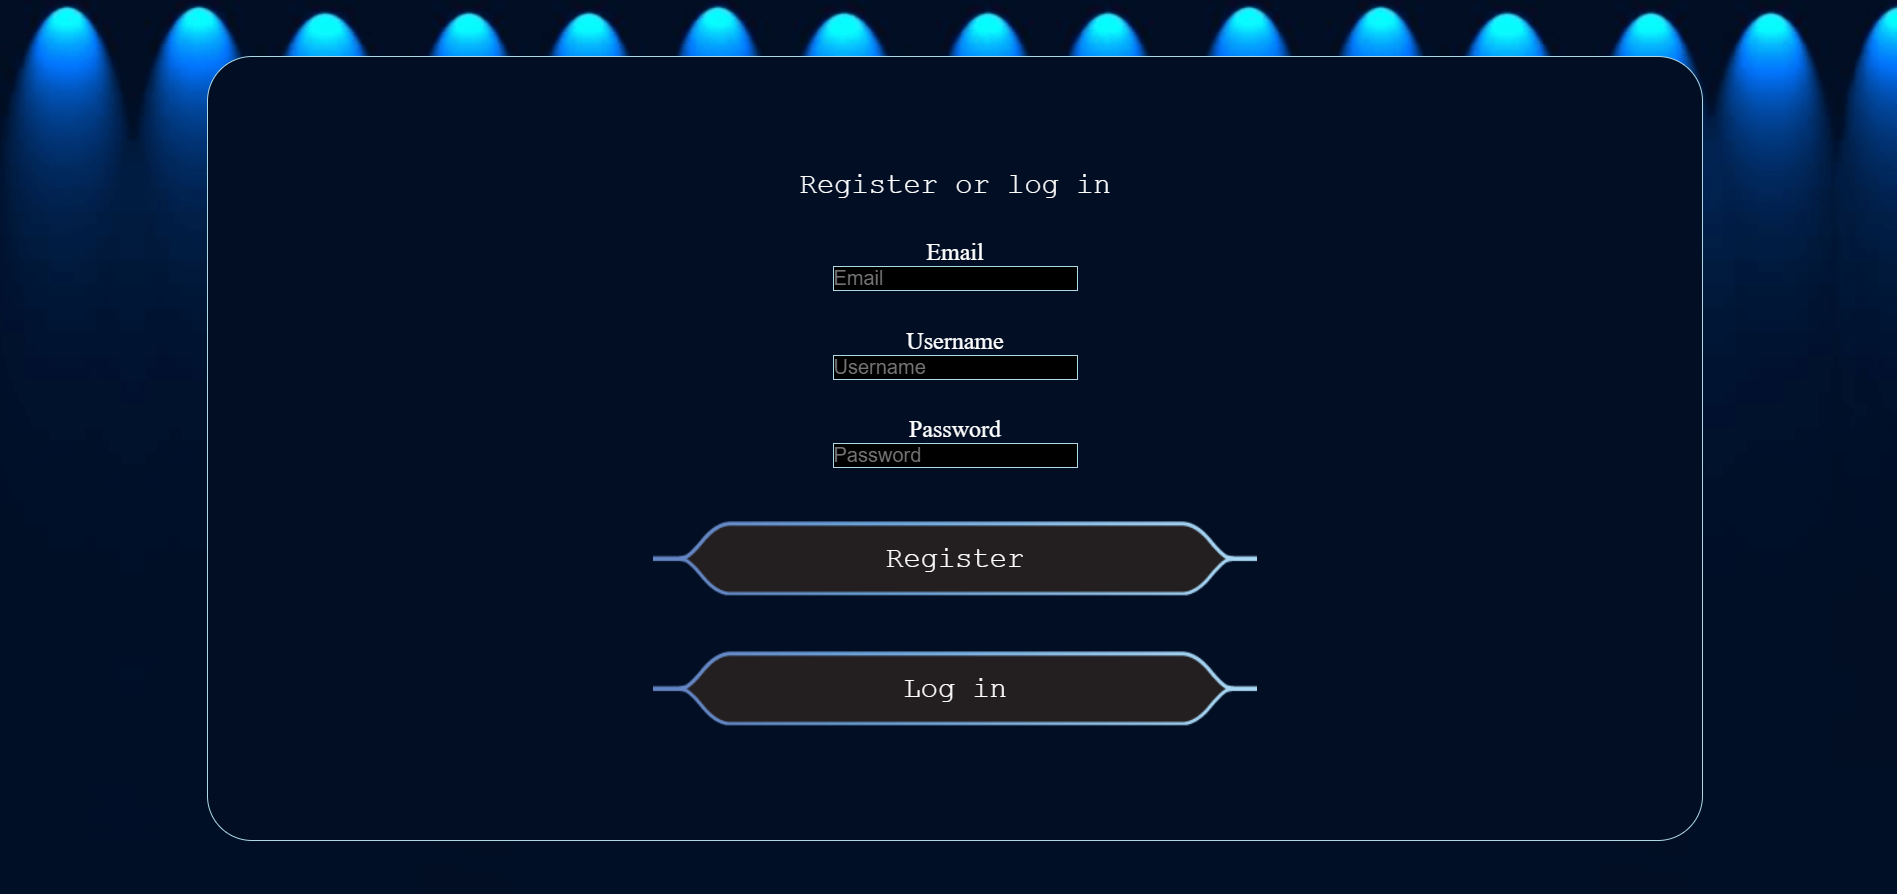 Register or log in
Email
Email
Username
Username
Password
Password
Register
Log in